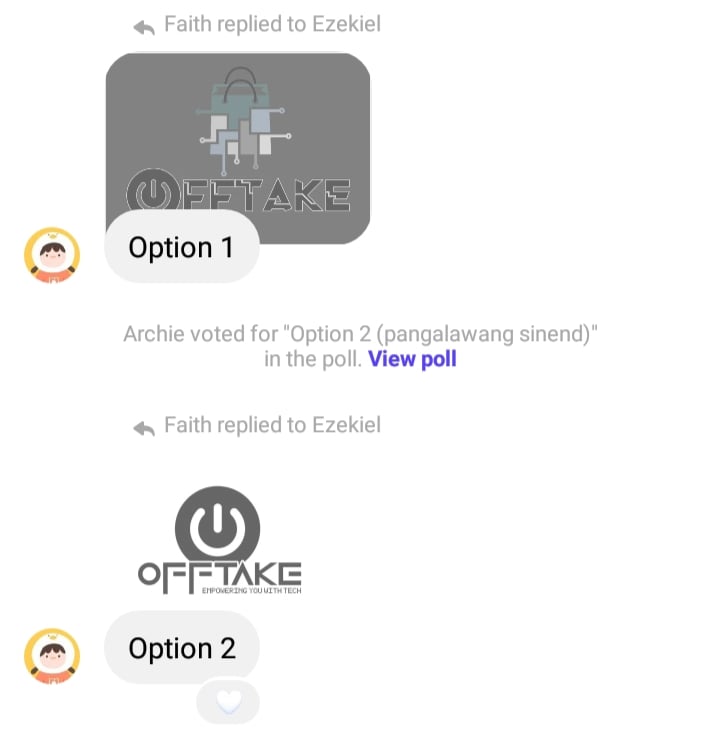 Faith replied to Ezekiel
OFFTAKE
Option 1
Archie voted for "Option 2 (pangalawang sinend)"
in the poll. View poll
Faith replied to Ezekiel
OFFTAKE
EMPOWERING YOU WITH TECH
Option 2